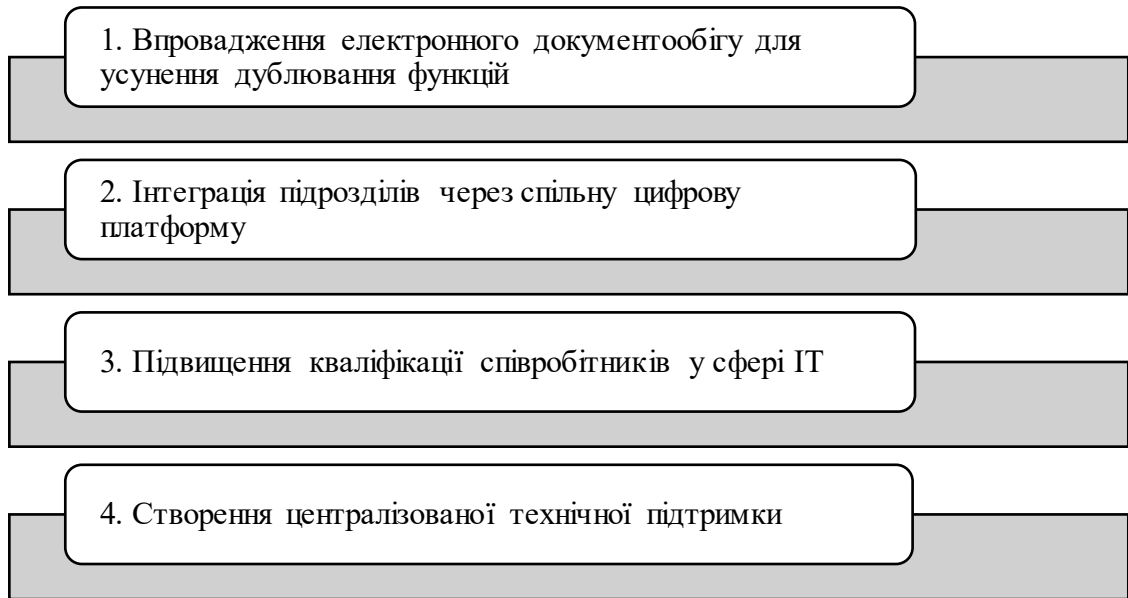 1. Впровадження електронного документообігу для
усунення дублювання функцій
2. Інтеграція підрозділів через спільну цифрову
платформу
3. Підвищення кваліфікації співробітників у сфері ІТ
4. Створення централізованої технічної підтримки